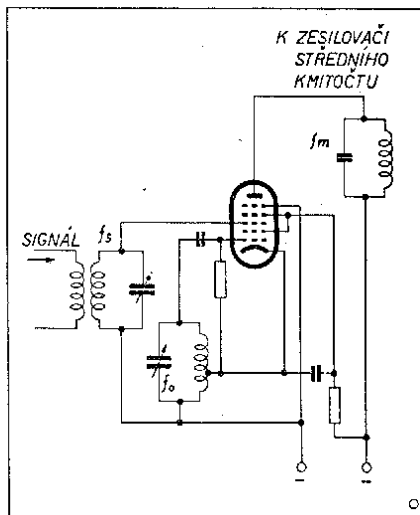 K ZESILOVAČI
STŘEDNÍHO
KMITOČTU
fm
SIGNÁL
fs
fo